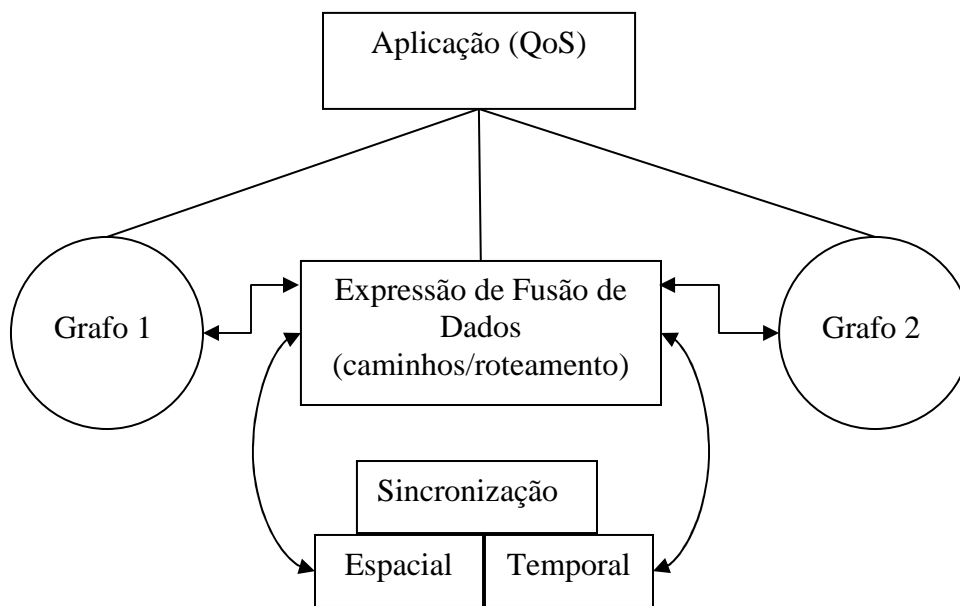 Aplicação (QoS)
Grafo 1
Expressão de Fusão de
Dados
(caminhos/roteamento)
Grafo 2
Sincronização
Espacial
Temporal